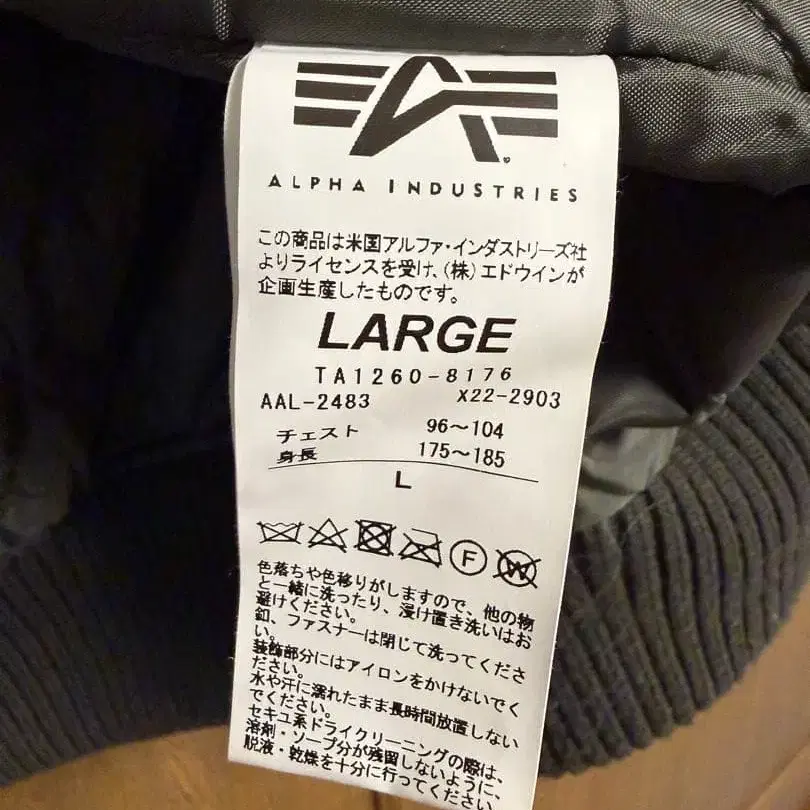 ALPHA INDUSTRIES
この商品は米国アルファ・インダストリーズ社
よりライセンスを受け、(株)エドウインが
企画生産したものです。
LARGE
TA1260-8176
AAL-2483 X22-2903
チェスト 96～104
身長 175～185
L
F W
色落ちや色移りがしますので、他の物
と一緒に洗ったり、浸け置き洗いはお
避けください。
釦、ファスナーは閉じて洗ってくださ
い。
装飾部分にはアイロンをかけないでく
ださい。
水や汗に濡れたまま長時間放置しない
でください。
セキユ系ドライクリーニングの際は、
溶剤・ソープ分が残留しないように、
脱液・乾燥を十分に行ってください。